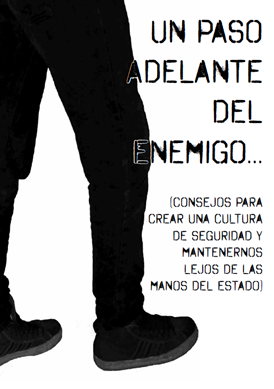 UN PASO
ADELANTE
DEL
ENEMIGO...
(CONSEJOS PARA
CREAR UNA CULTURA
DE SEGURIDAD Y
MANTENERNOS
LEJOS DE LAS
MANOS DEL ESTADO)